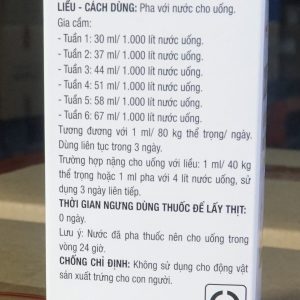 LIỀU - CÁCH DÙNG: Pha với nước cho uống.
Gia cầm:
- Tuần 1: 30 ml/ 1.000 lít nước uống.
- Tuần 2: 37 ml/ 1.000 lít nước uống.
- Tuần 3: 44 ml/ 1.000 lít nước uống.
- Tuần 4: 51 ml/ 1.000 lít nước uống.
- Tuần 5: 58 ml/ 1.000 lít nước uống.
- Tuần 6: 67 ml/ 1.000 lít nước uống.
Tương đương với 1 ml/ 80 kg thể trọng/ ngày.
Dùng liên tục trong 3 ngày.
Trường hợp nặng cho uống với liều: 1 ml/ 40 kg
thể trọng hoặc 1 ml pha với 4 lít nước uống, sử
dụng 3 ngày liên tiếp.
THỜI GIAN NGƯNG DÙNG THUỐC ĐỂ LẤY THỊT:
0 ngày.
Lưu ý: Nước đã pha thuốc nên cho uống trong
vòng 24 giờ.
CHỐNG CHỈ ĐỊNH: Không sử dụng cho động vật
sản xuất trứng cho con người.